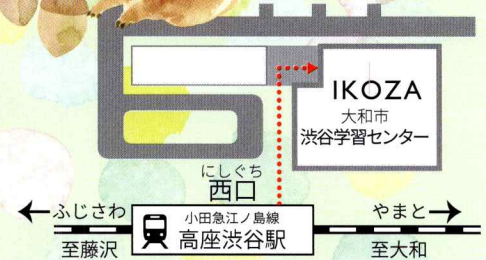 IKOZA
大和市
渋谷学習センター
にしぐち
西口
ふじさわ
小田急江ノ島線
やまと
高座渋谷駅
至藤沢
至大和